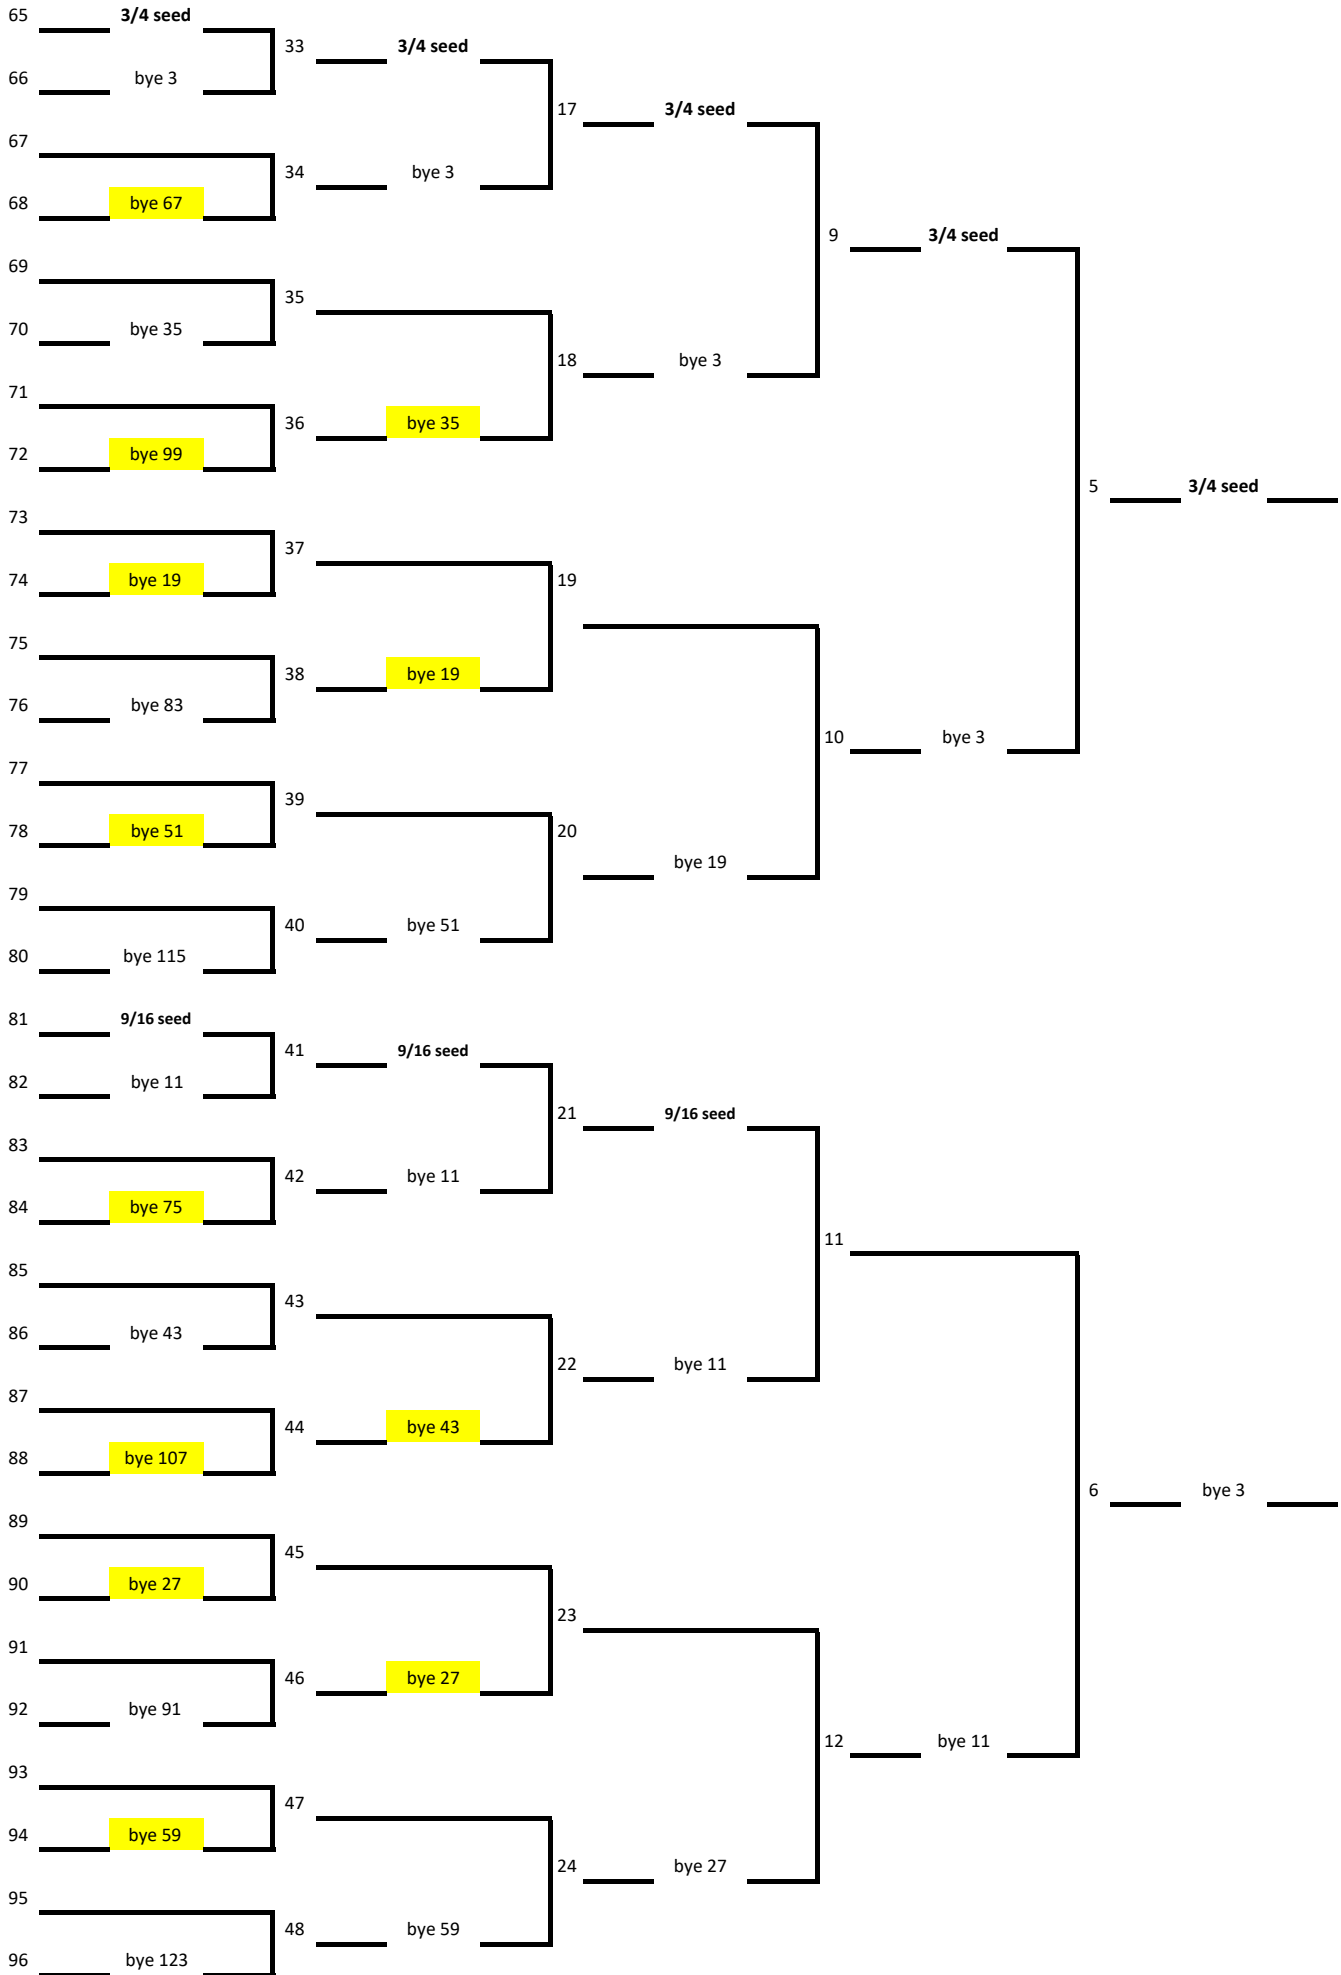 65 3/4 seed
66 bye 3
67
68 bye 67
69
70 bye 35
71
72 bye 99
73
74 bye 19
75
76 bye 83
77
78 bye 51
79
80 bye 115
81 9/16 seed
82 bye 11
83
84 bye 75
85
86 bye 43
87
88 bye 107
89
90 bye 27
91
92 bye 91
93
94 bye 59
95
96 bye 123
33 3/4 seed
34 bye 3
35
36 bye 35
37
38 bye 19
39
40 bye 51
41 9/16 seed
42 bye 11
43
44 bye 43
45
46 bye 27
47
48 bye 59
17 3/4 seed
18 bye 3
19
20 bye 19
21 9/16 seed
22 bye 11
23
24 bye 27
9 3/4 seed
10 bye 3
11
12 bye 11
5 3/4 seed
6 bye 3